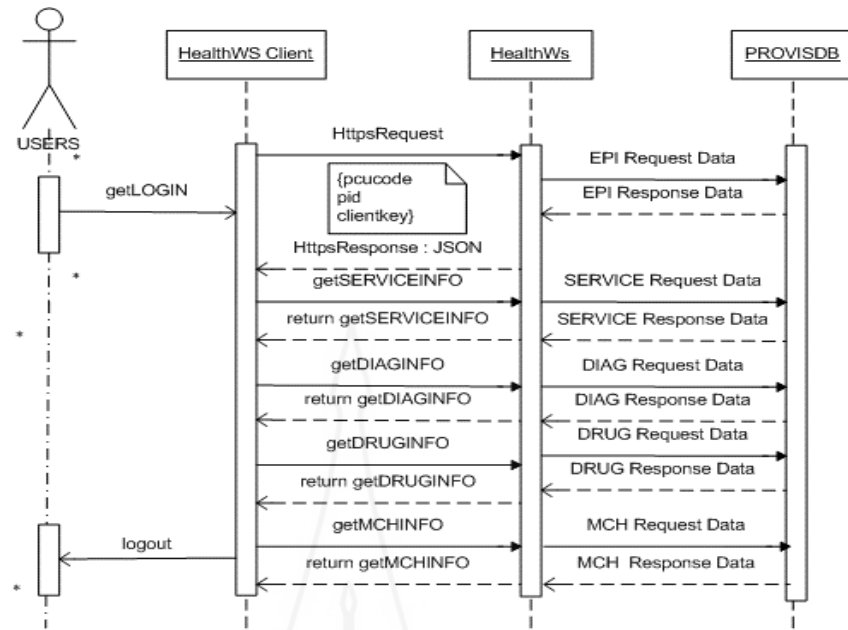 HealthWS Client
HealthWs
PROVISDB
USERS
*
HttpsRequest
EPI Request Data
{pcucode
pid
clientkey}
getLOGIN
EPI Response Data
HttpsResponse : JSON
*
getSERVICEINFO
SERVICE Request Data
*
return getSERVICEINFO
SERVICE Response Data
getDIAGINFO
DIAG Request Data
return getDIAGINFO
DIAG Response Data
getDRUGINFO
DRUG Request Data
return getDRUGINFO
DRUG Response Data
getMCHINFO
MCH Request Data
logout
return getMCHINFO
MCH Response Data
*